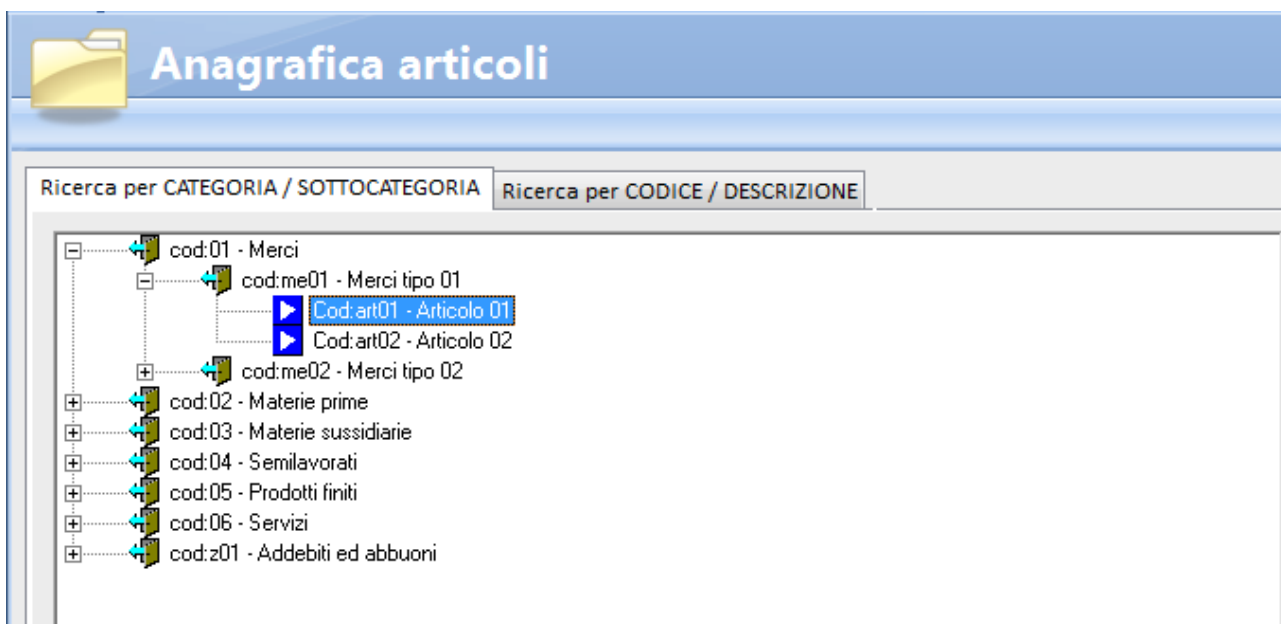 Anagrafica articoli
Ricerca per CATEGORIA / SOTTOCATEGORIA Ricerca per CODICE / DESCRIZIONE
cod:01 - Merci
cod:me01 - Merci tipo 01
Cod:art01 - Articolo 01
Cod:art02 - Articolo 02
cod:me02 - Merci tipo 02
cod:02 - Materie prime
cod:03 - Materie sussidiarie
cod:04 - Semilavorati
cod:05 - Prodotti finiti
cod:06 - Servizi
cod:z01 - Addebiti ed abbuoni